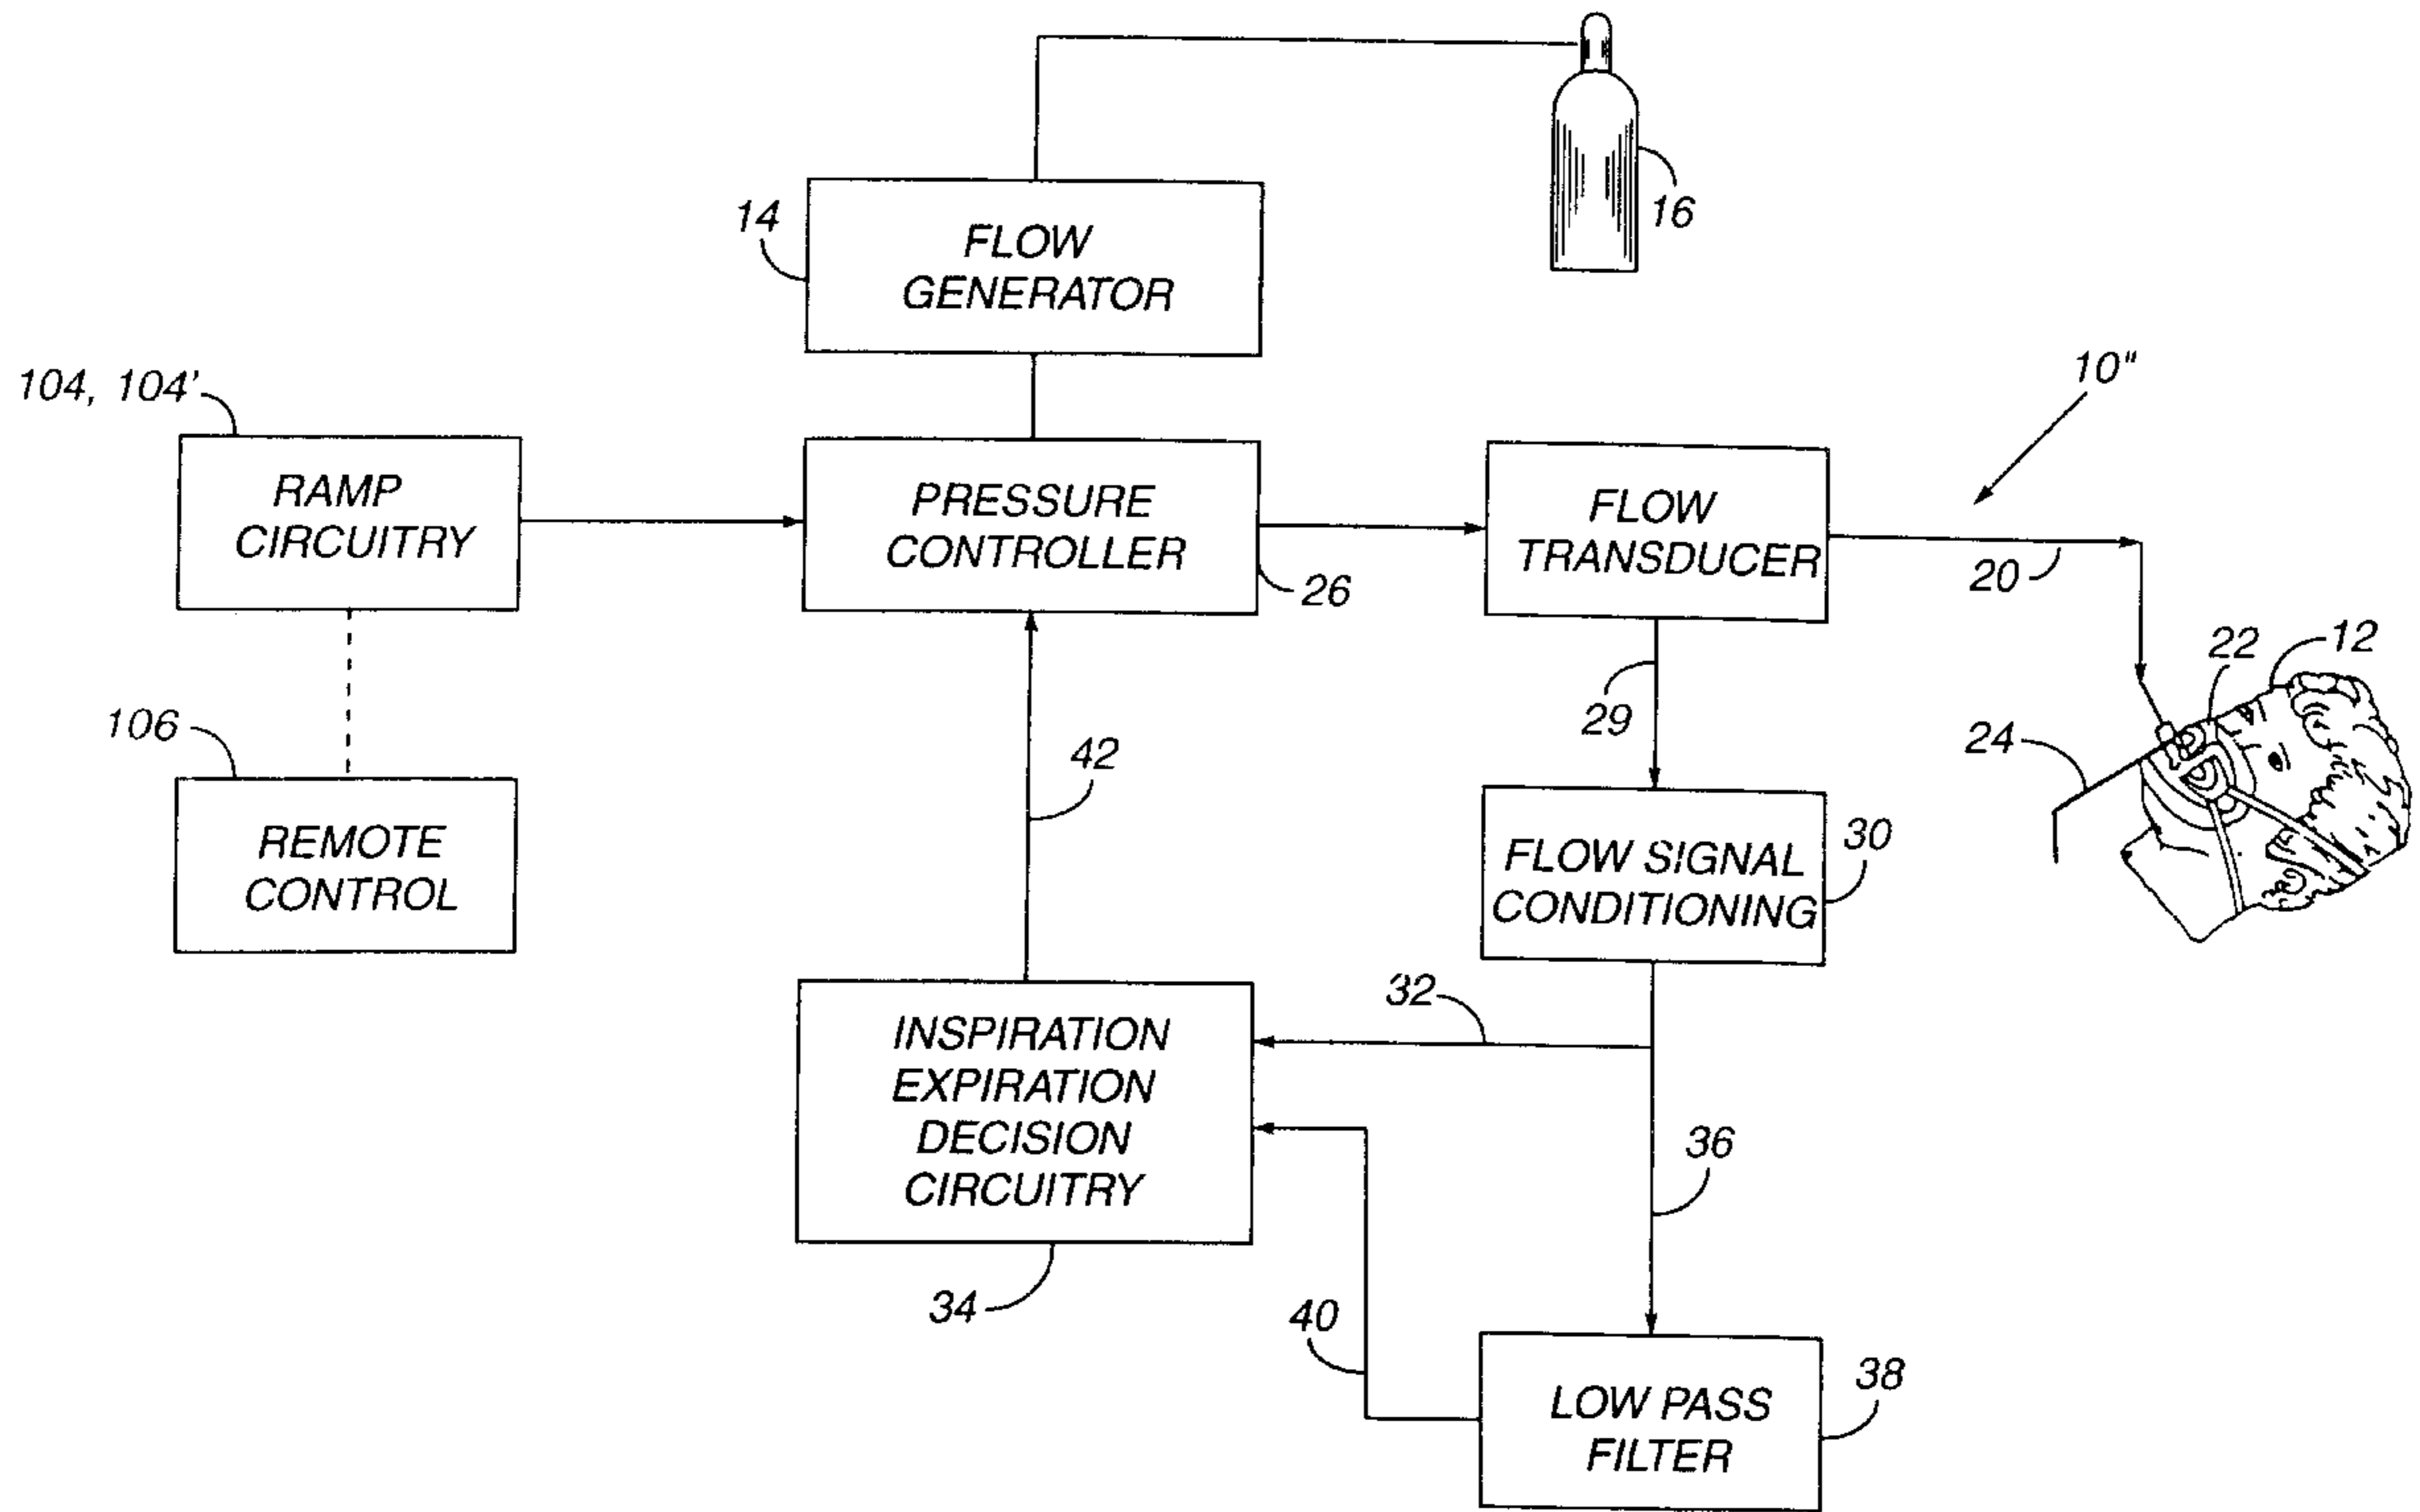 16
14
FLOW
GENERATOR
10"
104, 104'
RAMP
CIRCUITRY
PRESSURE
CONTROLLER
26
FLOW
TRANSDUCER
20
22
12
24
29
106
REMOTE
CONTROL
42
FLOW SIGNAL
CONDITIONING
30
32
INSPIRATION
EXPIRATION
DECISION
CIRCUITRY
34
36
40
38
LOW PASS
FILTER